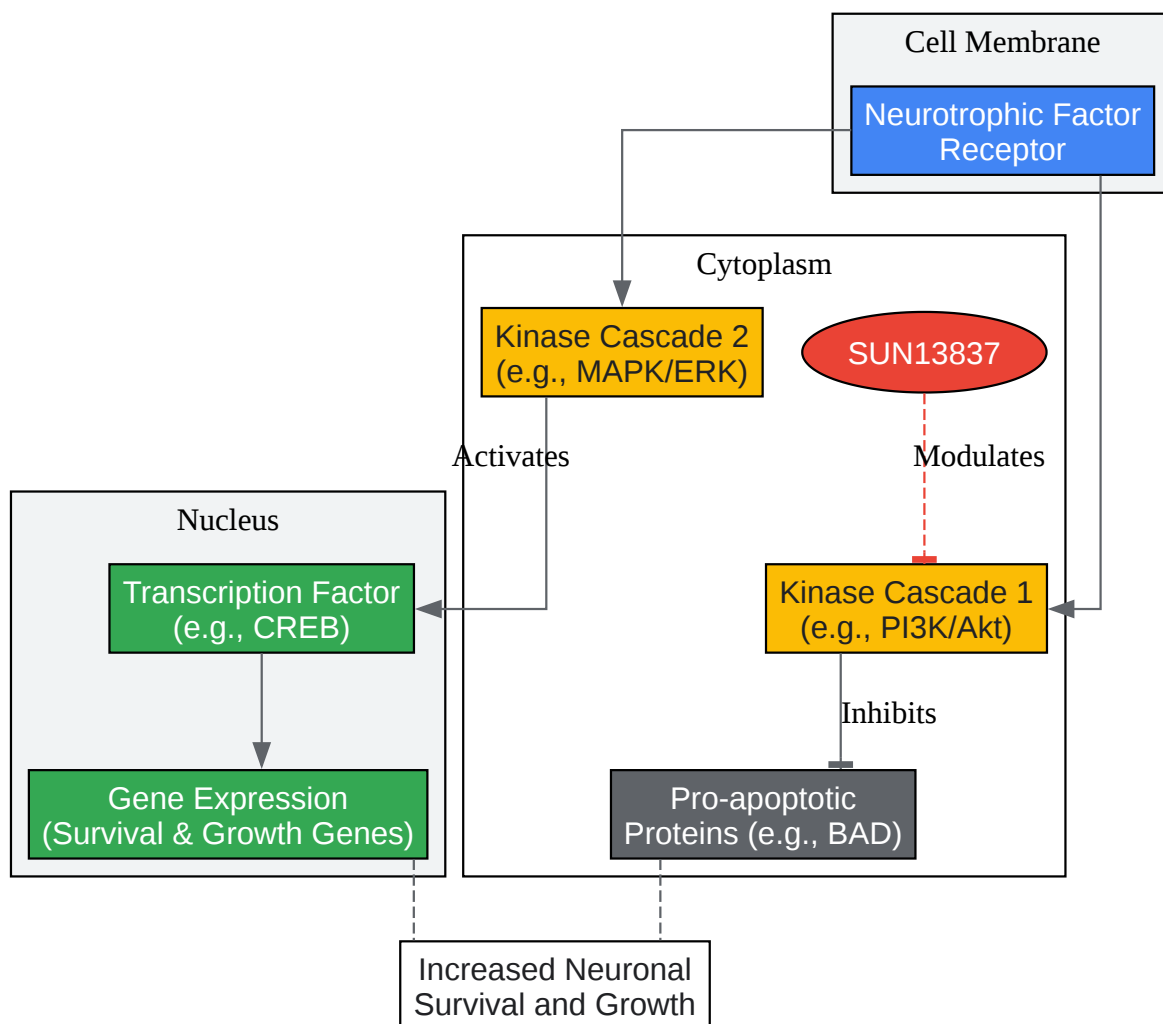 Cell Membrane
Neurotrophic Factor
Receptor
Cytoplasm
Kinase Cascade 2
(e.g., MAPK/ERK)
SUN13837
Activates
Modulates
Nucleus
Transcription Factor
(e.g., CREB)
Kinase Cascade 1
(e.g., PI3K/Akt)
Inhibits
Gene Expression
(Survival & Growth Genes)
Pro-apoptotic
Proteins (e.g., BAD)
Increased Neuronal
Survival and Growth